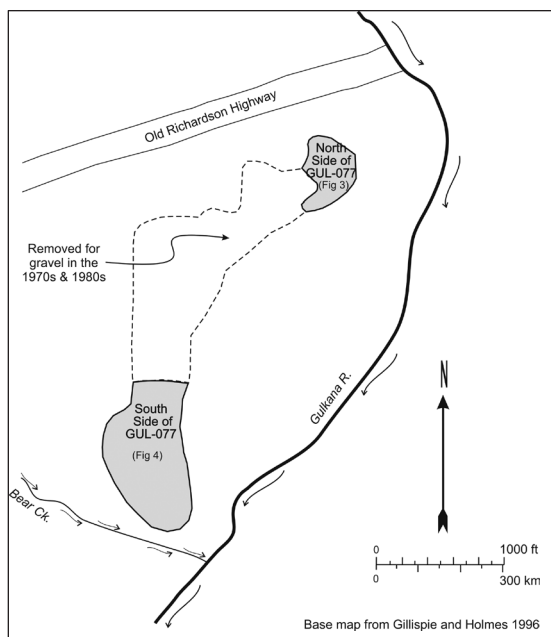 Old Richardson Highway
North
Side of
GUL-077
(Fig 3)
Removed for
gravel in the
1970s & 1980s
South
Side of
GUL-077
(Fig 4)
Gulkana R.
Bear Ck.
N
0
1000 ft
0
300 km
Base map from Gillispie and Holmes 1996